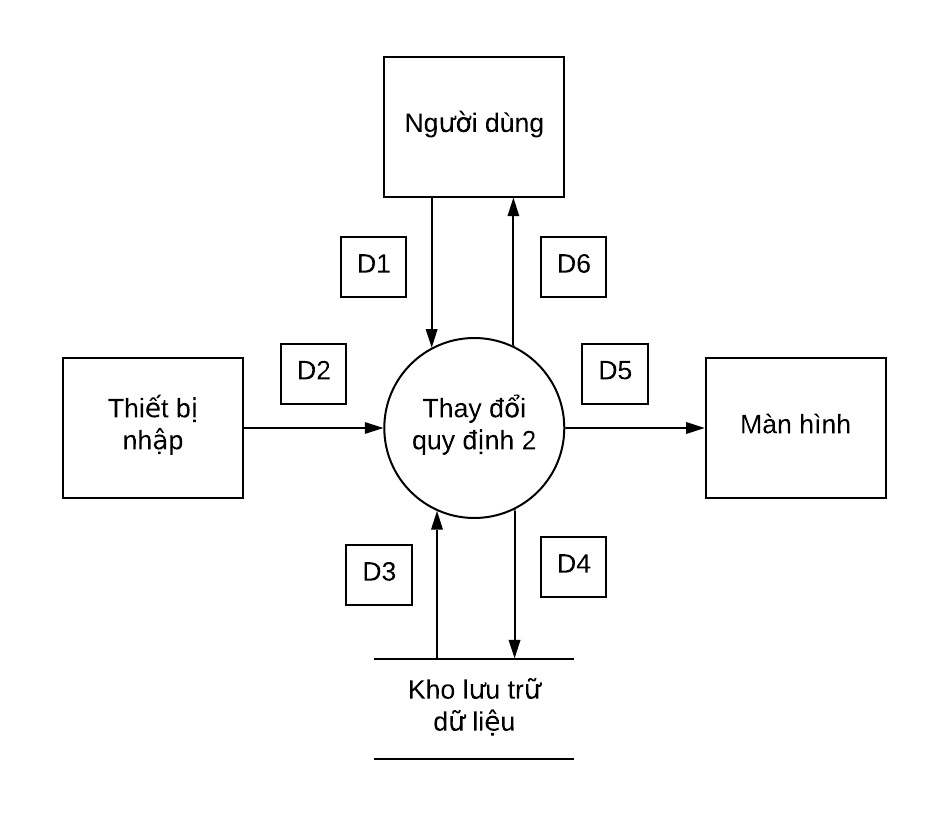 Người dùng
D1
D6
D2
D5
Thiết bị
nhập
Thay đổi
quy định 2
Màn hình
D3
D4
Kho lưu trữ
dữ liệu